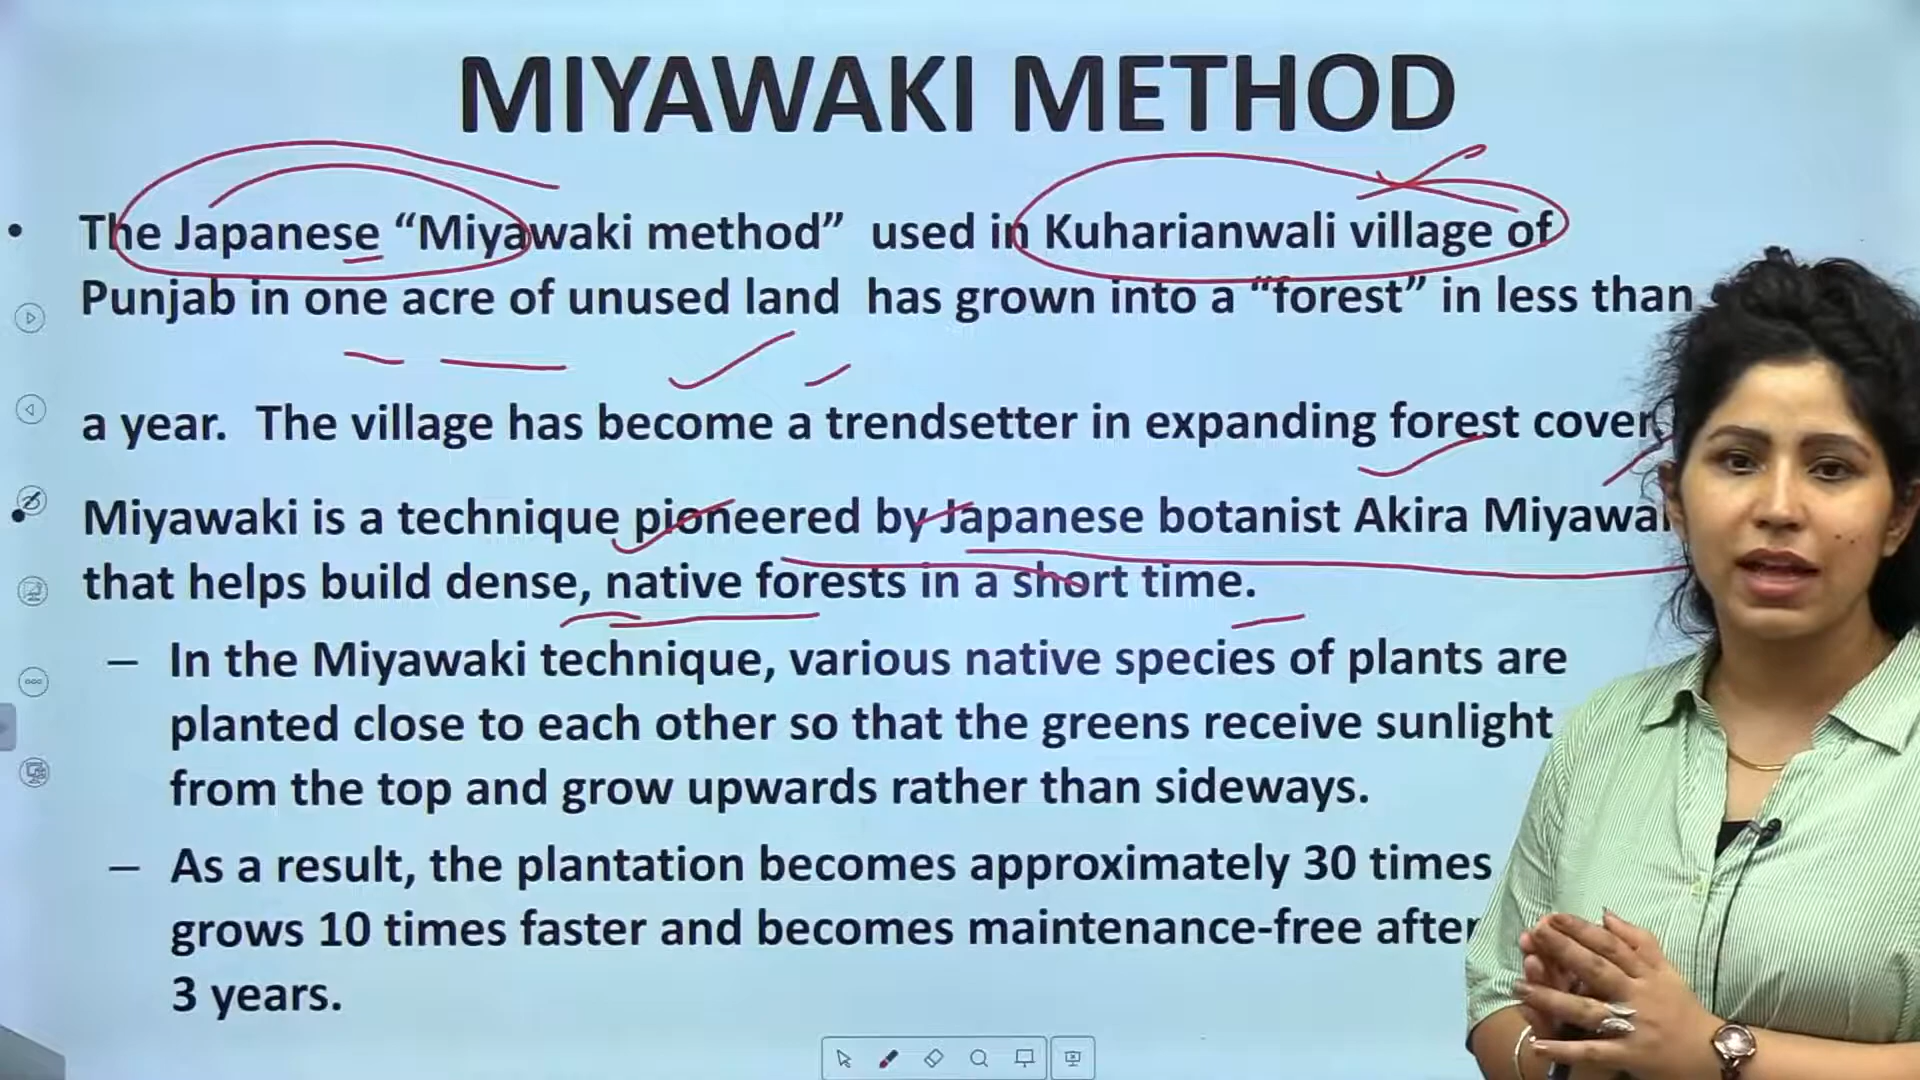 MIYAWAKI METHOD
• The Japanese “Miyawaki method” used in Kuharianwali village of
Punjab in one acre of unused land has grown into a “forest” in less than
a year. The village has become a trendsetter in expanding forest cover
Miyawaki is a technique pioneered by Japanese botanist Akira
that helps build dense, native forests in a short time.
– In the Miyawaki technique, various native species of plants are
planted close to each other so that the greens receive sunlight
from the top and grow upwards rather than sideways.
– As a result, the plantation becomes approximately 30 times
grows 10 times faster and becomes maintenance-free after
3 years.